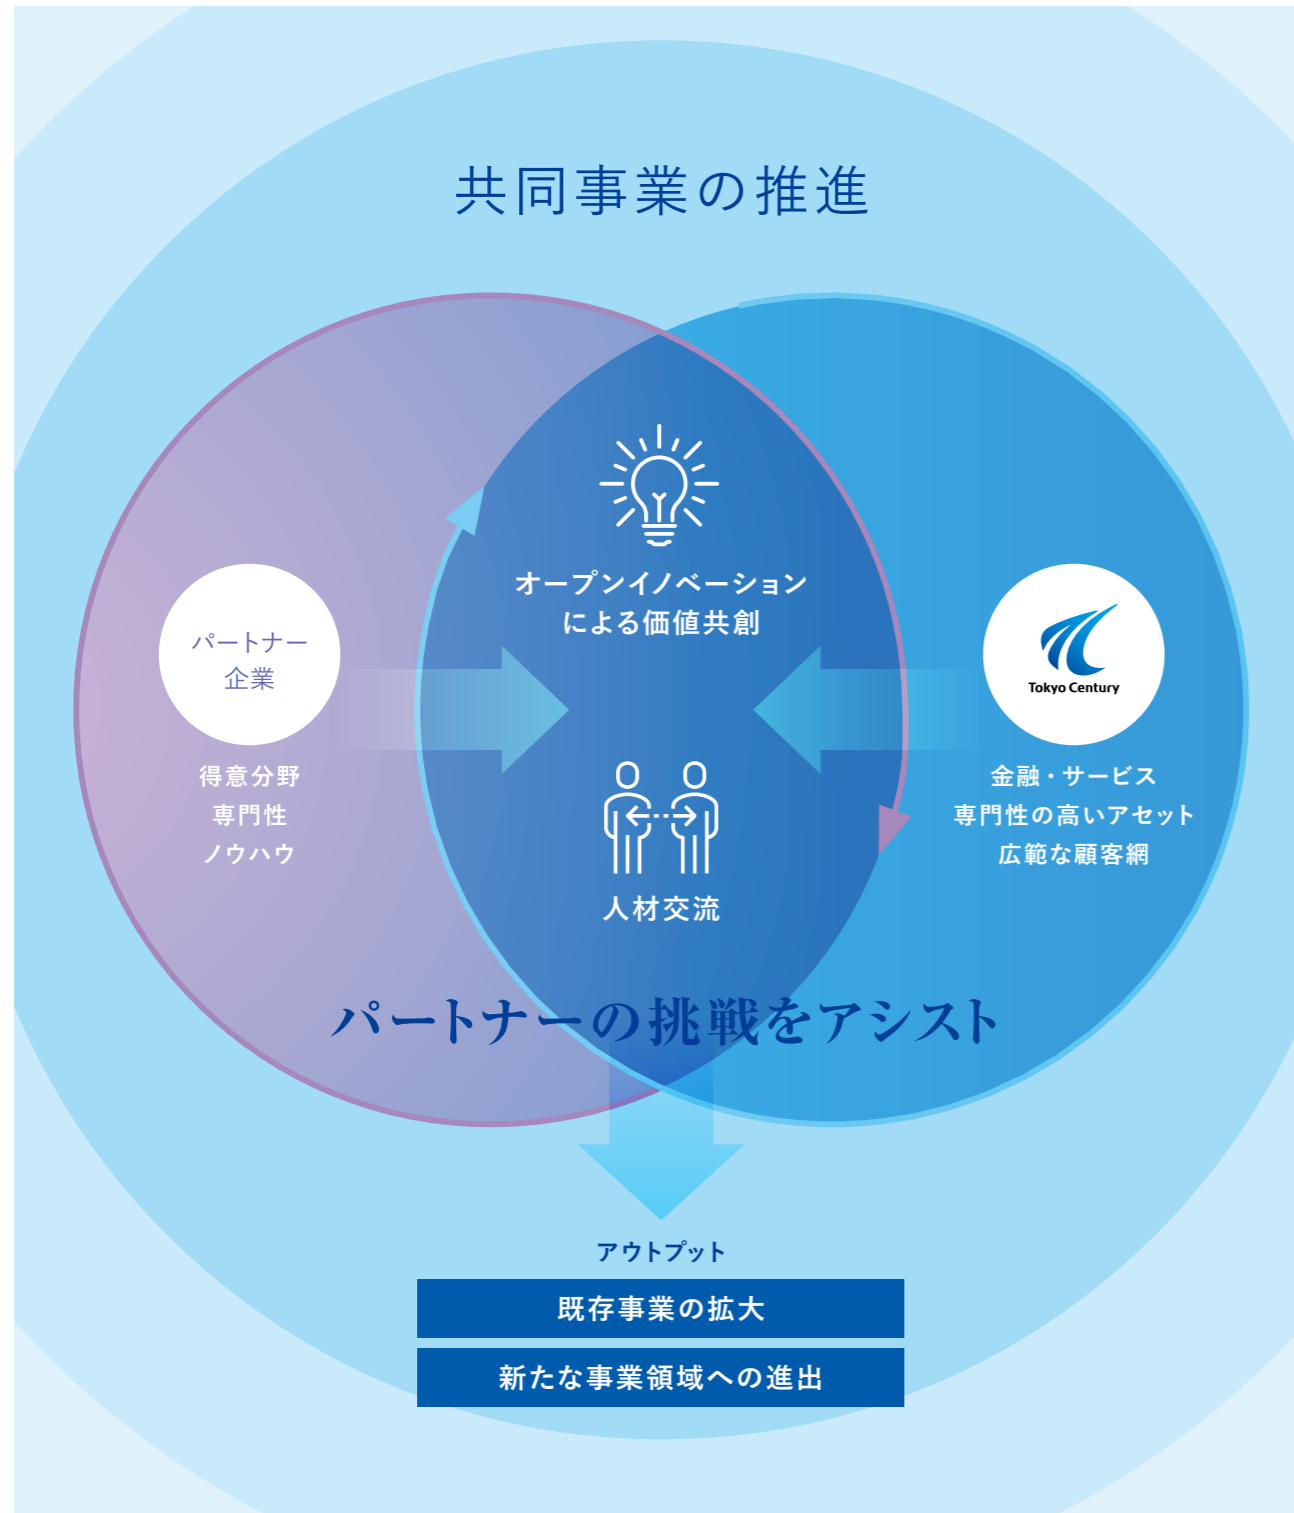 共同事業の推進
オープンイノベーション
による価値共創
パートナー
企業
得意分野
専門性
ノウハウ
Tokyo Century
金融・サービス
専門性の高いアセット
広範な顧客網
人材交流
パートナーの挑戦をアシスト
アウトプット
既存事業の拡大
新たな事業領域への進出